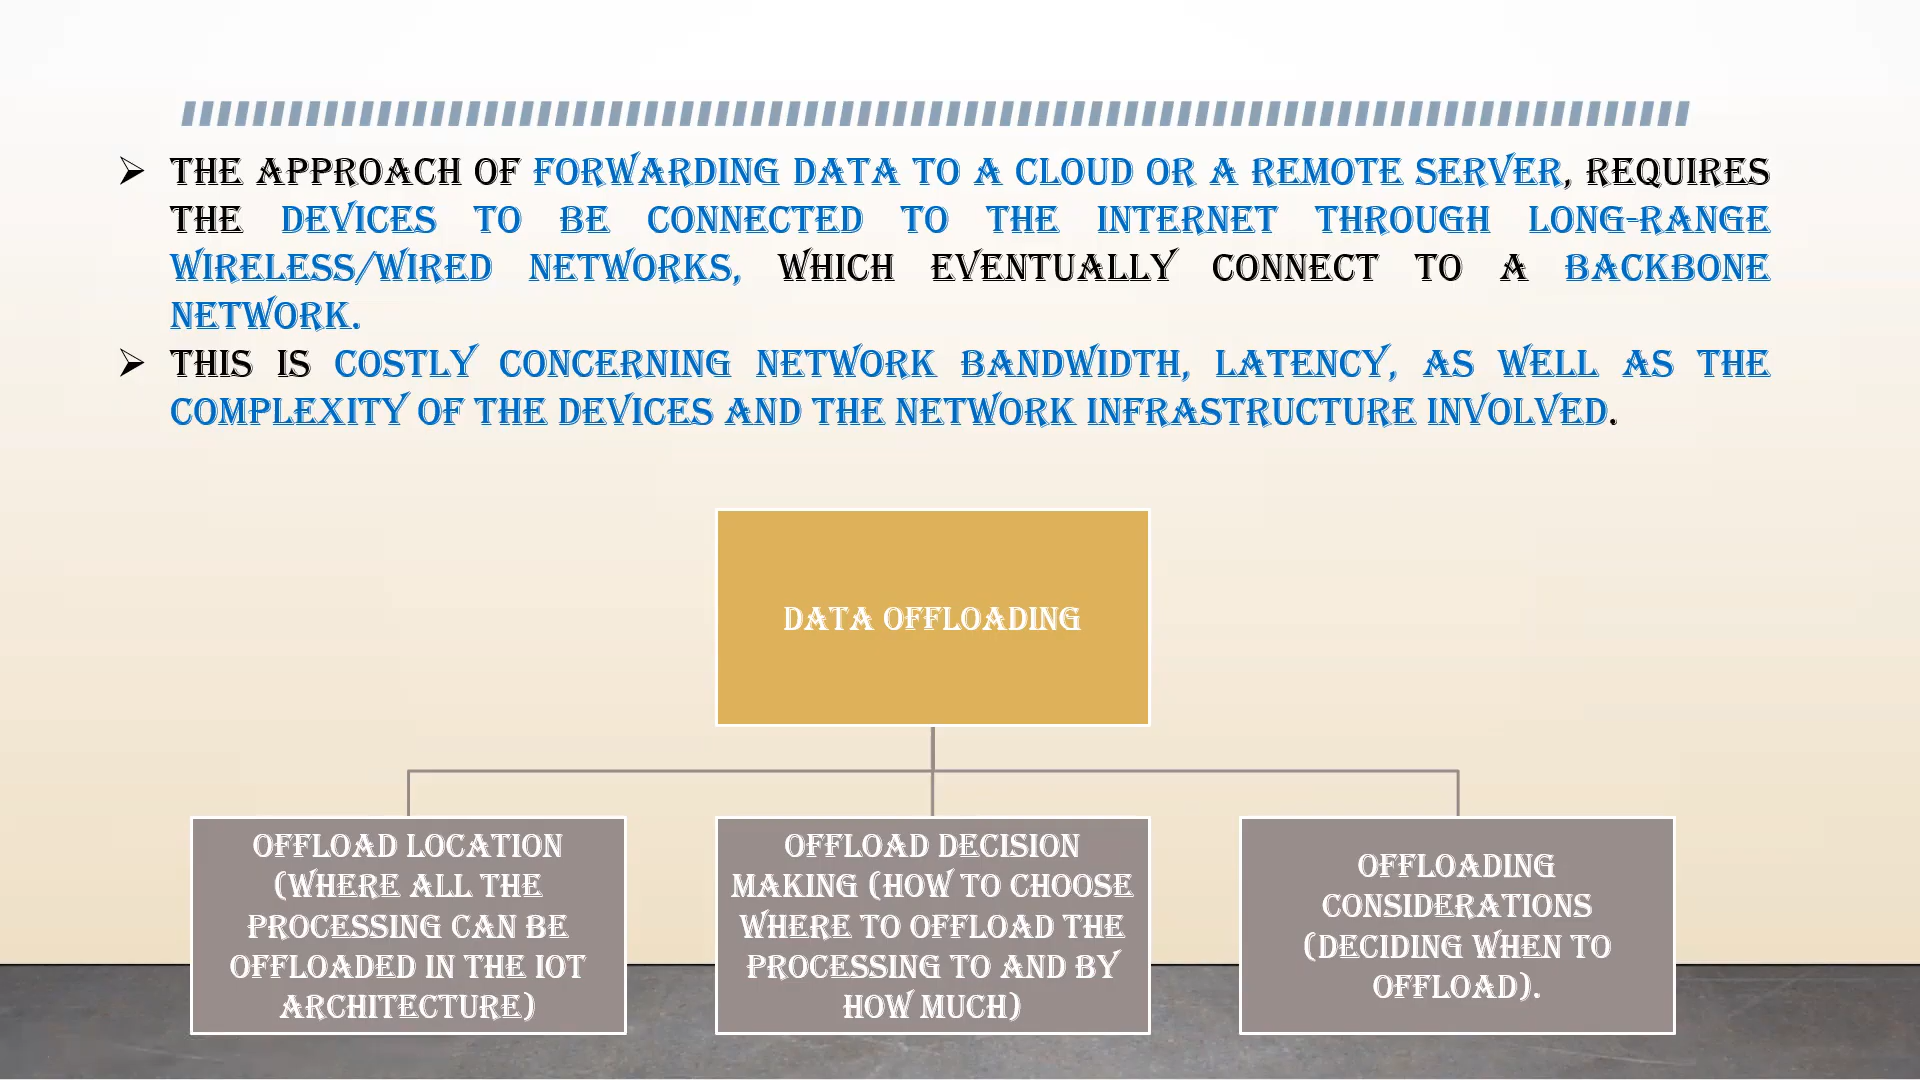 THE APPROACH OF FORWARDING DATA TO A CLOUD OR A REMOTE SERVER, REQUIRES
THE DEVICES TO BE CONNECTED TO THE INTERNET THROUGH LONG-RANGE
WIRELESS/WIRED NETWORKS, WHICH EVENTUALLY CONNECT TO A BACKBONE
NETWORK.
THIS IS COSTLY CONCERNING NETWORK BANDWIDTH, LATENCY, AS WELL AS THE
COMPLEXITY OF THE DEVICES AND THE NETWORK INFRASTRUCTURE INVOLVED.
DATA OFFLOADING
OFFLOAD LOCATION
(WHERE ALL THE
PROCESSING CAN BE
OFFLOADED IN THE IOT
ARCHITECTURE)
OFFLOAD DECISION
MAKING (HOW TO CHOOSE
WHERE TO OFFLOAD THE
PROCESSING TO AND BY
HOW MUCH)
OFFLOADING
CONSIDERATIONS
(DECIDING WHEN TO
OFFLOAD).